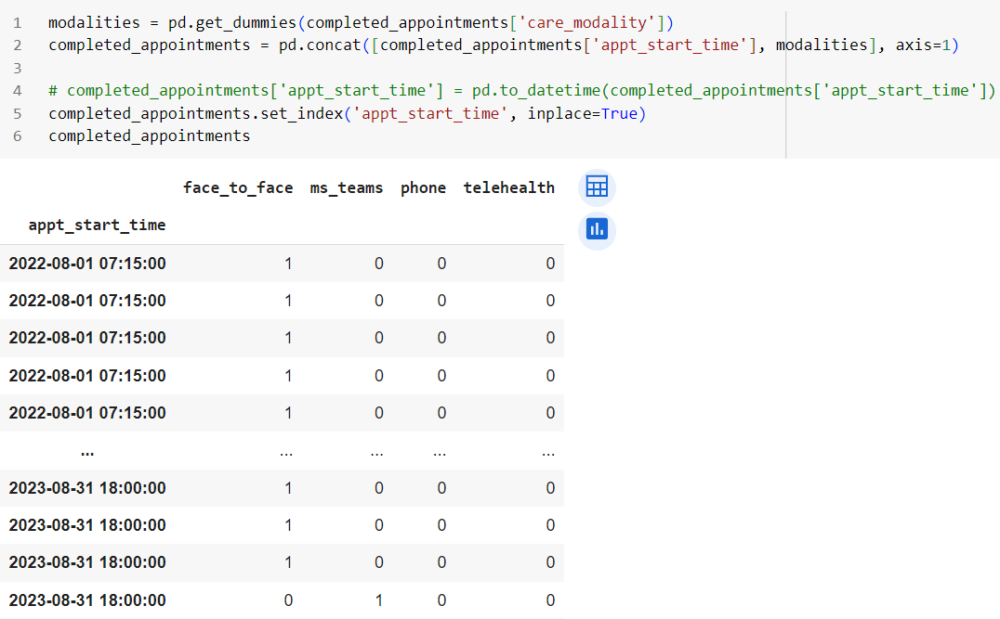 1 modalities = pd.get_dummies(completed_appointments['care_modality'])
2 completed_appointments = pd.concat([completed_appointments['appt_start_time'], modalities], axis=1)
3
4 # completed_appointments['appt_start_time'] = pd.to_datetime(completed_appointments['appt_start_time'])
5 completed_appointments.set_index('appt_start_time', inplace=True)
6 completed_appointments
face_to_face ms_teams phone telehealth
appt_start_time
2022-08-01 07:15:00 1 0 0 0
2022-08-01 07:15:00 1 0 0 0
2022-08-01 07:15:00 1 0 0 0
2022-08-01 07:15:00 1 0 0 0
2022-08-01 07:15:00 1 0 0 0
... ... ... ... ...
2023-08-31 18:00:00 1 0 0 0
2023-08-31 18:00:00 1 0 0 0
2023-08-31 18:00:00 1 0 0 0
2023-08-31 18:00:00 0 1 0 0